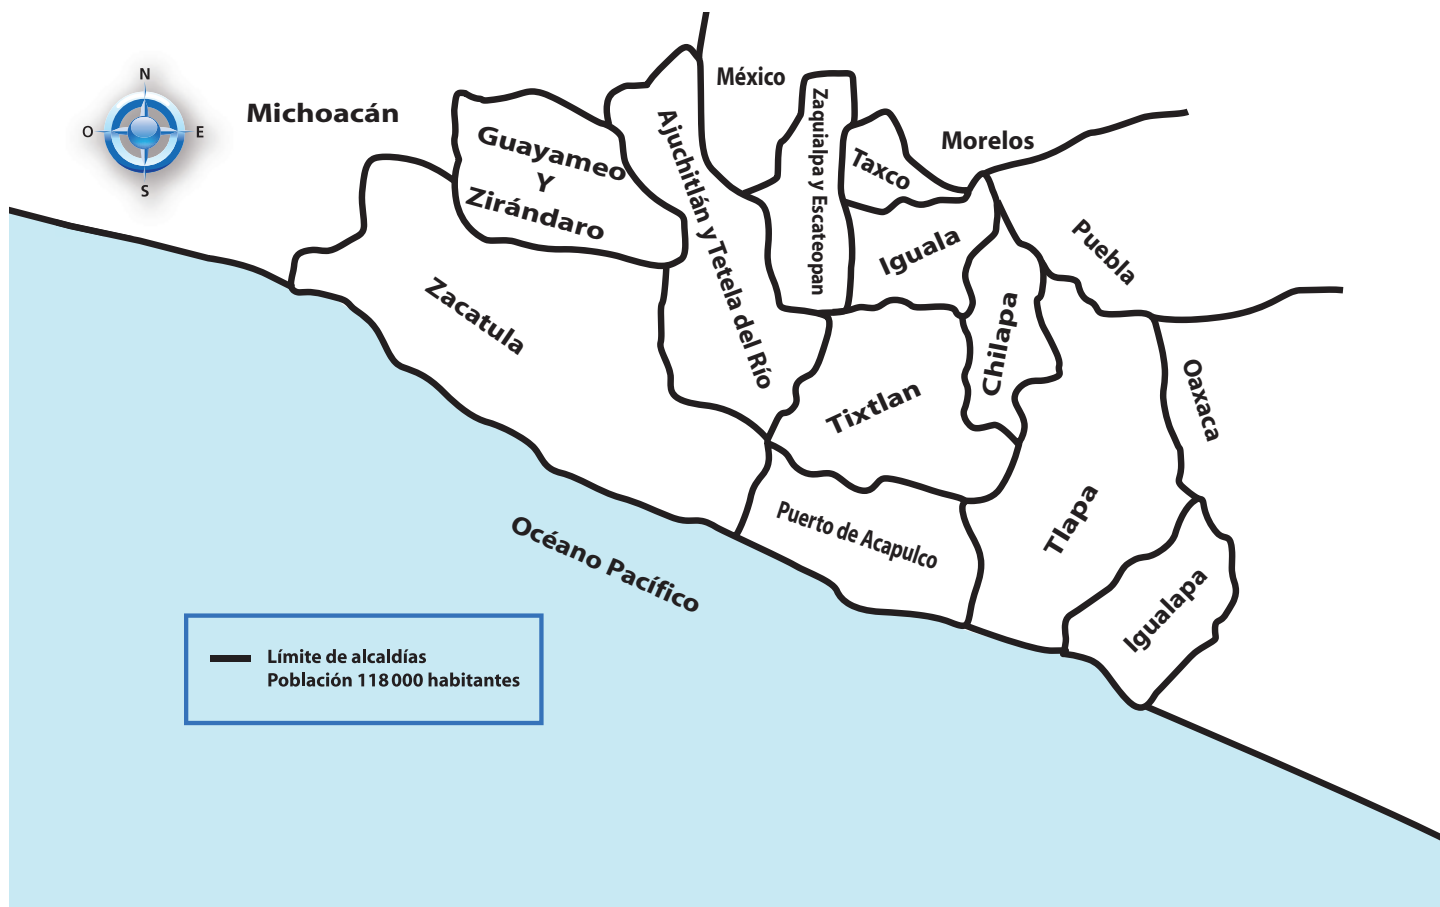 N
O
E
S
Michoacán
México
Morelos
Puebla
Oaxaca
Guayameo
Y
Zirándaro
Ajuchitlán y Tetela del Río
Zaquialpa y Escateopan
Taxco
Iguala
Zacatula
Chilapa
Tixtlan
Tlapa
Puerto de Acapulco
Igualapa
Océano Pacífico
Límite de alcaldías
Población 118 000 habitantes